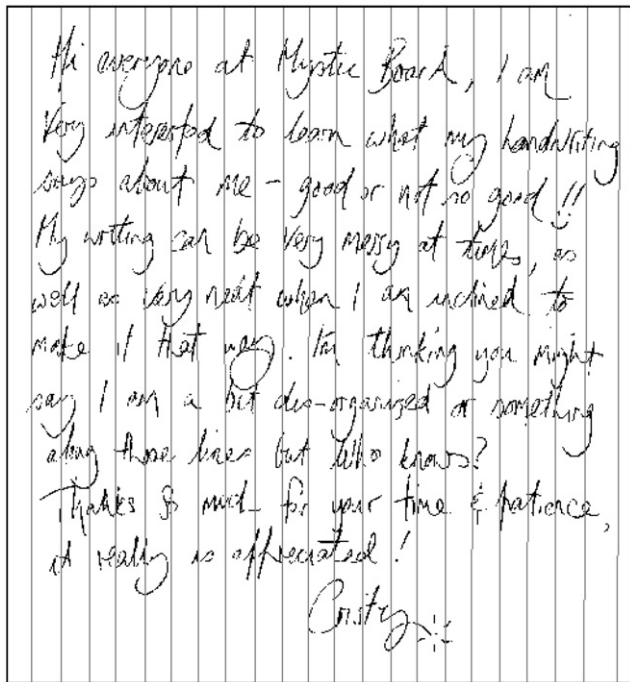 Hi everyone at Mystic Board, I am
very interested to learn what my handwriting
says about me - good or not so good!!
My writing can be very messy at times, as
well as very neat when I am inclined to
make it that way. I'm thinking you might
say I am a bit dis-organized or something
along those lines but who knows?
Thanks so much for your time & patience,
it really is appreciated!
Cristy